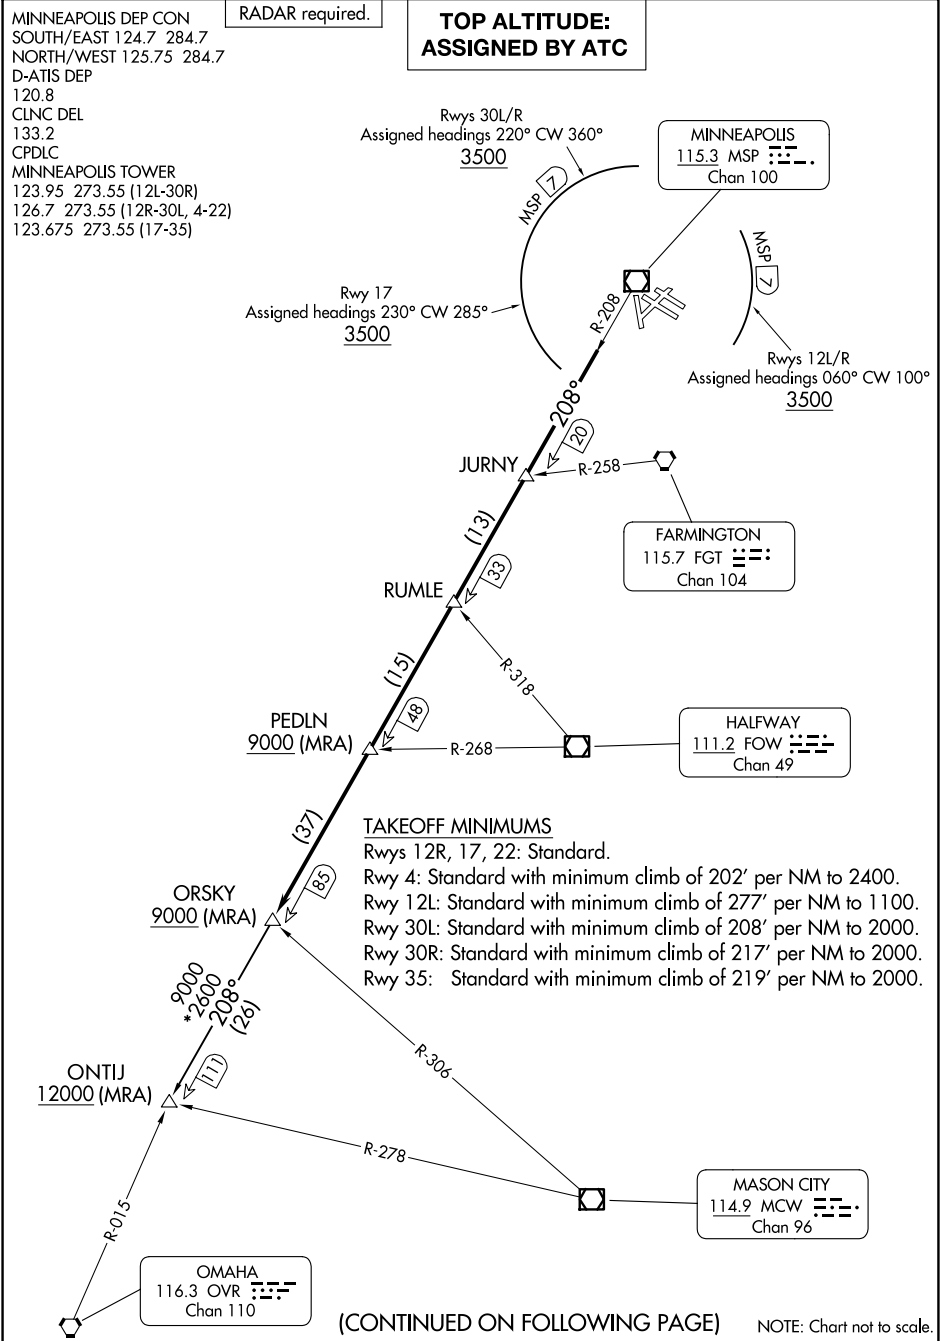 MINNEAPOLIS DEP CON
SOUTH/EAST 124.7 284.7
NORTH/WEST 125.75 284.7
D-ATIS DEP
120.8
CLNC DEL
133.2
CPDLC
MINNEAPOLIS TOWER
123.95 273.55 (12L-30R)
126.7 273.55 (12R-30L, 4-22)
123.675 273.55 (17-35)
RADAR required.
TOP ALTITUDE:
ASSIGNED BY ATC
Rwys 30L/R
Assigned headings 220° CW 360°
3500
MINNEAPOLIS
115.3 MSP
Chan 100
MSP 7
MSP 7
Rwy 17
Assigned headings 230° CW 285°
3500
R-208
Rwys 12L/R
Assigned headings 060° CW 100°
3500
208°
20
JURNY
R-258
FARMINGTON
115.7 FGT
Chan 104
(13)
33
RUMLE
R-318
(15)
48
PEDLN
9000 (MRA)
R-268
HALFWAY
111.2 FOW
Chan 49
(37)
TAKEOFF MINIMUMS
Rwys 12R, 17, 22: Standard.
Rwy 4: Standard with minimum climb of 202' per NM to 2400.
Rwy 12L: Standard with minimum climb of 277' per NM to 1100.
Rwy 30L: Standard with minimum climb of 208' per NM to 2000.
Rwy 30R: Standard with minimum climb of 217' per NM to 2000.
Rwy 35: Standard with minimum climb of 219' per NM to 2000.
85
ORSKY
9000 (MRA)
9000
*2600
208°
(26)
R-306
111
ONTIJ
12000 (MRA)
R-278
R-015
MASON CITY
114.9 MCW
Chan 96
OMAHA
116.3 OVR
Chan 110
(CONTINUED ON FOLLOWING PAGE)
NOTE: Chart not to scale.